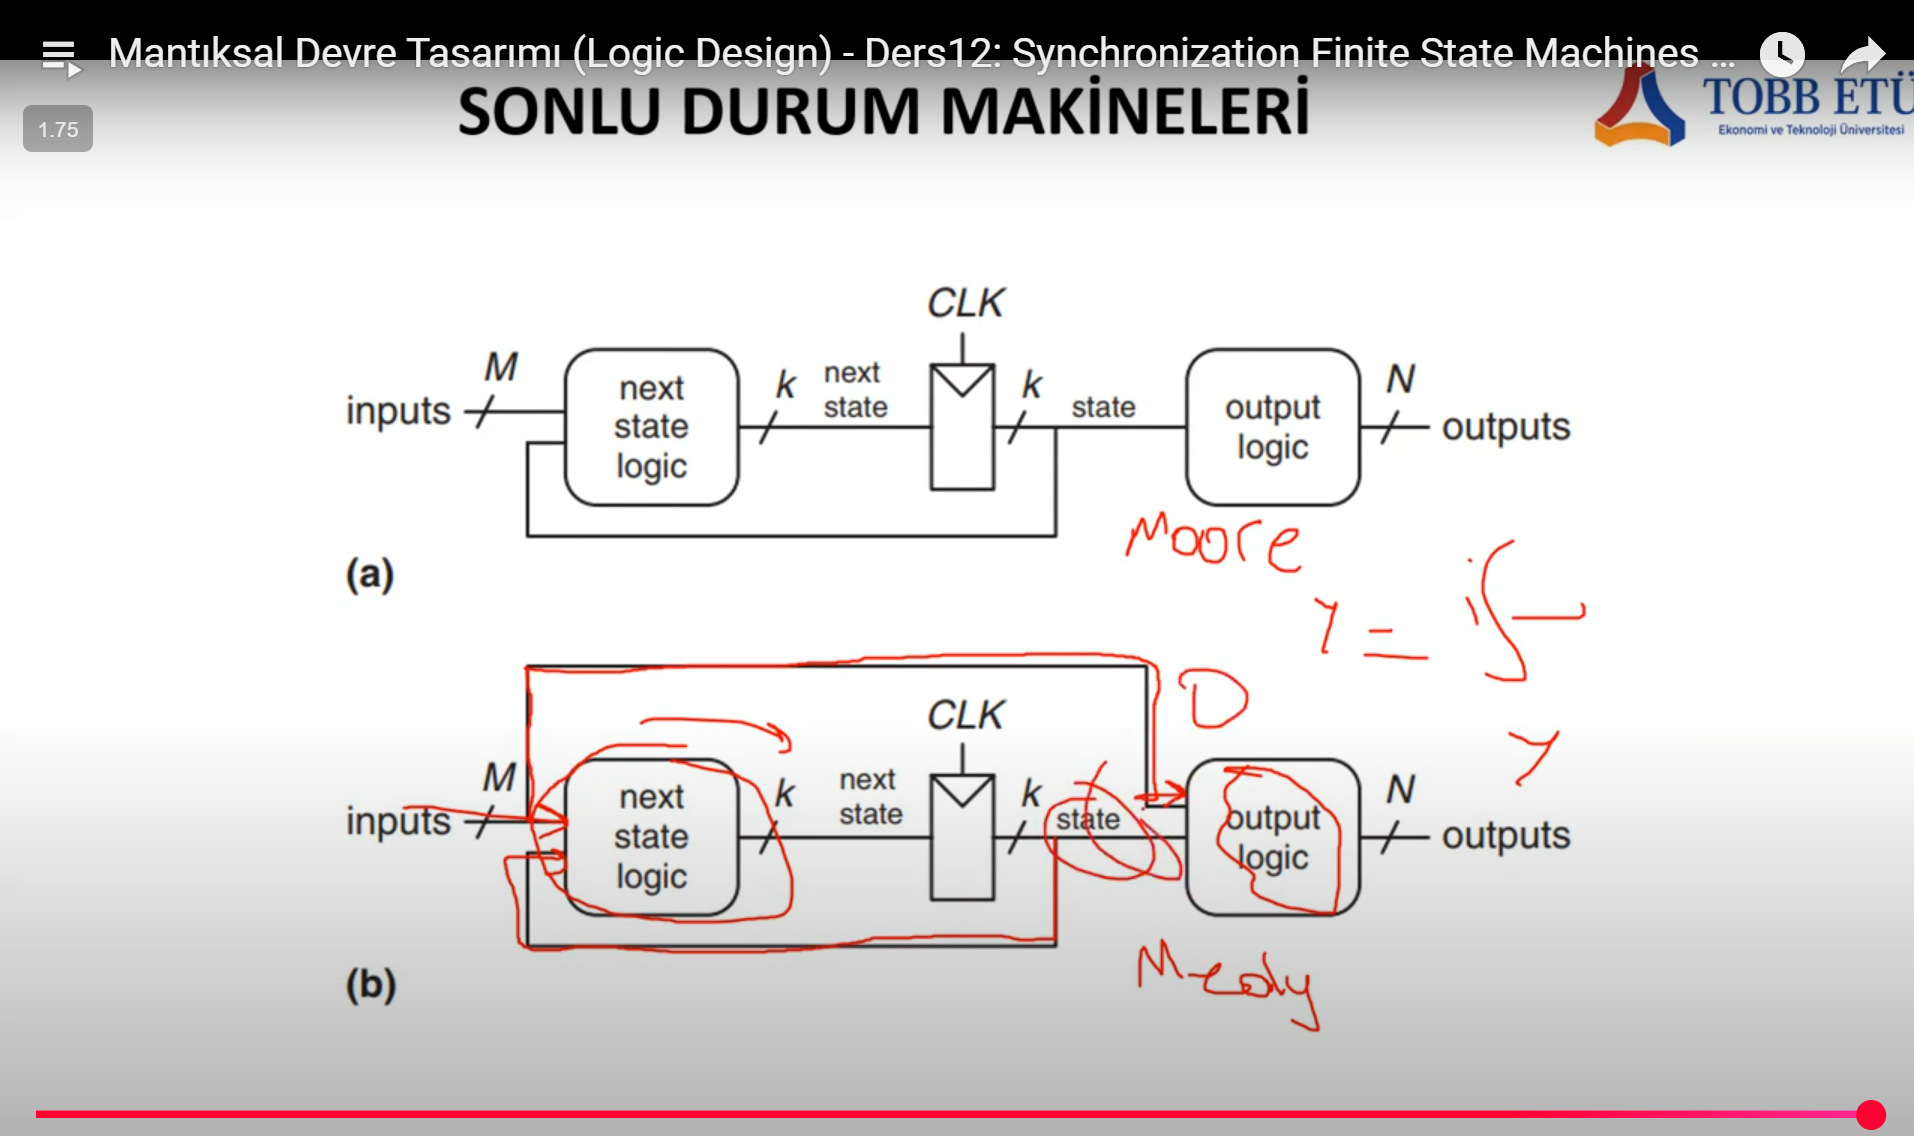 Mantıksal Devre Tasarımı (Logic Design) - Ders12: Synchronization Finite State Machines ...
1.75
SONLU DURUM MAKİNELERİ
TOBB ETÜ
Ekonomi ve Teknoloji Üniversitesi
CLK
inputs
M
next
state
logic
k
next
state
k
state
output
logic
N
outputs
Moore
(a)
Y =
D
Y
CLK
inputs
M
next
state
logic
k
next
state
k
state
output
logic
N
outputs
Mealy
(b)